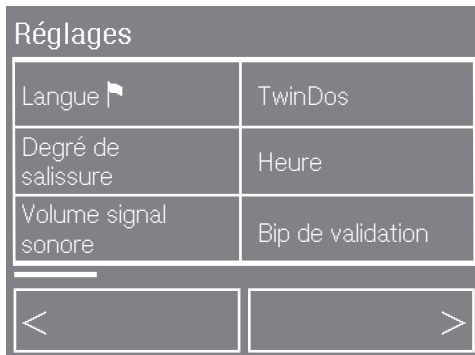 Réglages
Langue
TwinDos
Degré de
salissure
Heure
Volume signal
sonore
Bip de validation
<
>